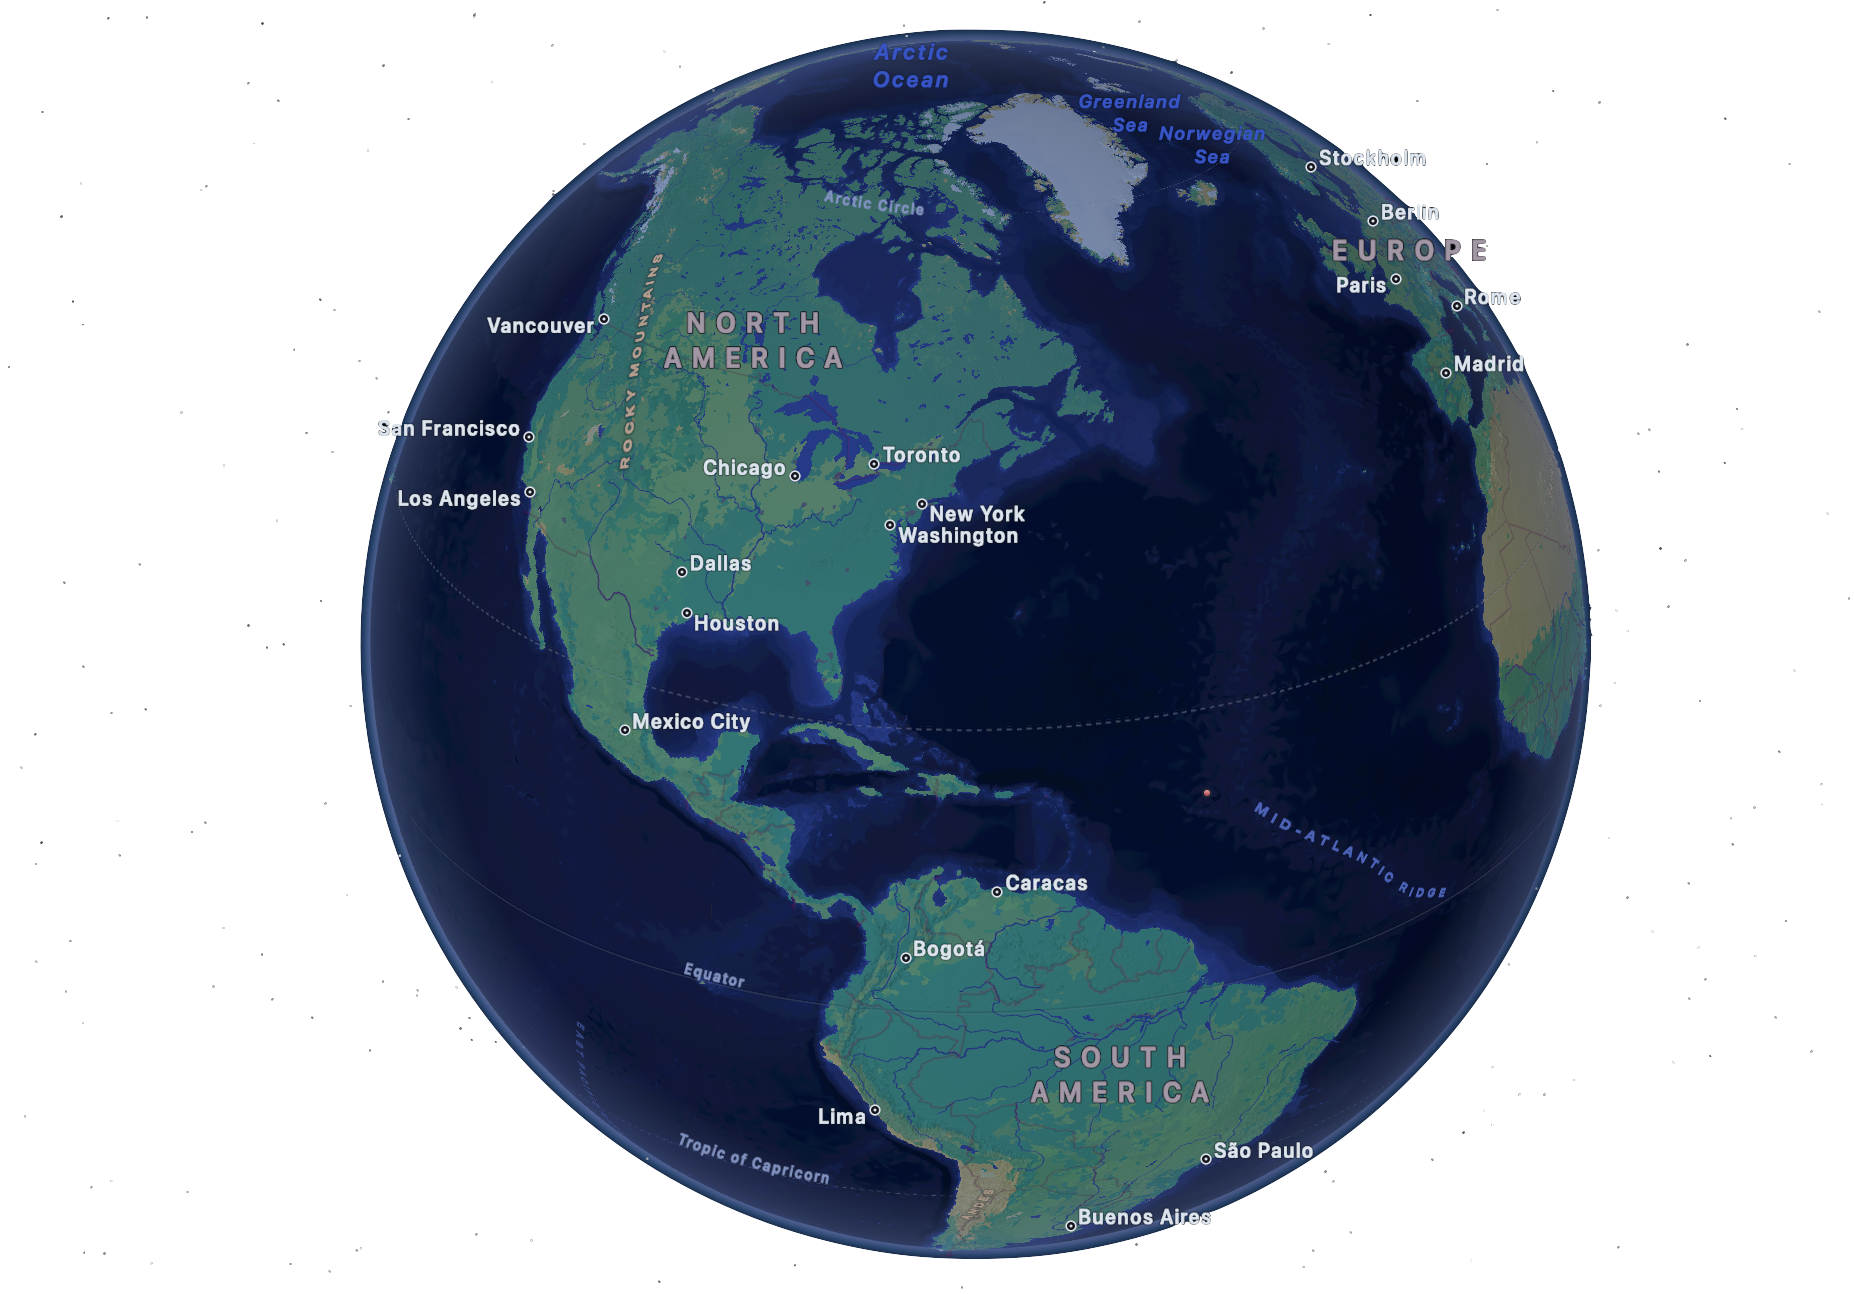 Arctic
Ocean
Greenland
Sea
Norwegian
Sea
Stockholm
Arctic Circle
Berlin
EUROPE
Paris
Rome
Vancouver
ROCKY MOUNTAINS
NORTH
AMERICA
Madrid
San Francisco
Chicago
Toronto
Los Angeles
New York
Washington
Dallas
Houston
Mexico City
MID-ATLANTIC RIDGE
Caracas
Bogotá
Equator
SOUTH
AMERICA
Lima
Tropic of Capricorn
São Paulo
ANDES
Buenos Aires